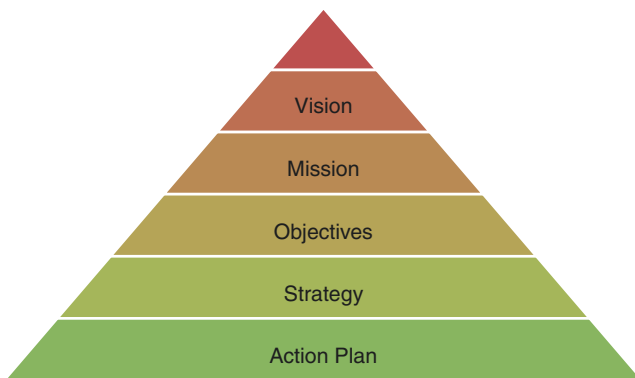 Vision
Mission
Objectives
Strategy
Action Plan